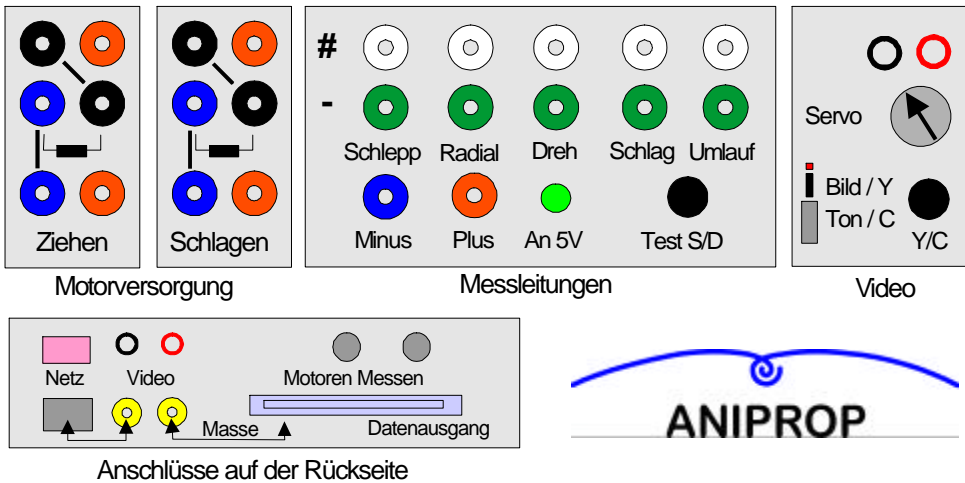 #
-
Schlepp Radial Dreh Schlag Umlauf
Minus Plus An 5V Test S/D
Messleitungen
Ziehen
Schlagen
Motorversorgung
Servo
Bild / Y
Ton / C
Y/C
Video
Netz Video Motoren Messen
Masse Datenausgang
Anschlüsse auf der Rückseite
ANIPROP